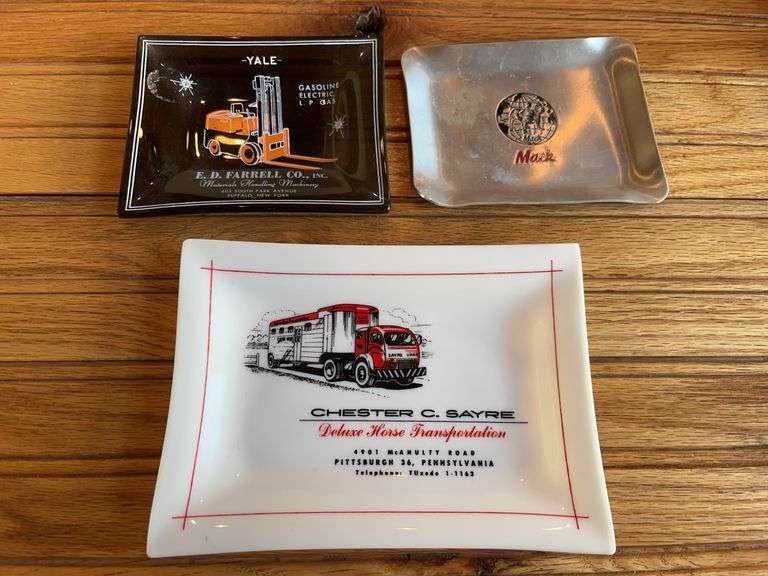 -YALE-
GASOLINE
ELECTRIC
L. P. GAS
E. D. FARRELL CO., INC.
Materials Handling Machinery
BUFFALO, NEW YORK
Mack
CHESTER C. SAYRE
Deluxe Horse Transportation
4901 McANULTY ROAD
PITTSBURGH 36, PENNSYLVANIA
Telephone: TUxedo 1-1163